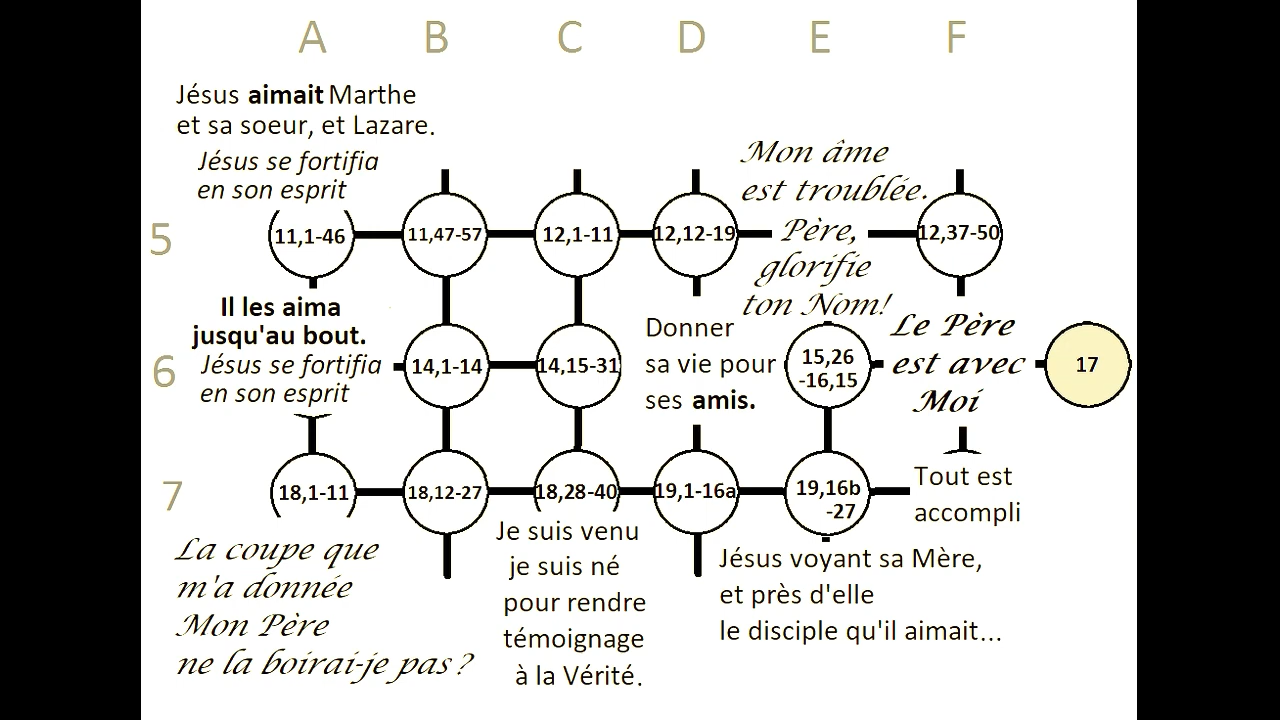 A B C D E F
Jésus aimait Marthe
et sa soeur, et Lazare.
Jésus se fortifia
en son esprit
Mon âme
est troublée.
Père,
glorifie
ton Nom!
5
11,1-46
11,47-57
12,1-11
12,12-19
12,37-50
Il les aima
jusqu'au bout.
Jésus se fortifia
en son esprit
6
14,1-14
14,15-31
Donner
sa vie pour
ses amis.
15,26
-16,15
Le Père
est avec
Moi
17
7
18,1-11
18,12-27
18,28-40
19,1-16a
19,16b
-27
Tout est
accompli
La coupe que
m'a donnée
Mon Père
ne la boirai-je pas ?
Je suis venu
je suis né
pour rendre
témoignage
à la Vérité.
Jésus voyant sa Mère,
et près d'elle
le disciple qu'il aimait...